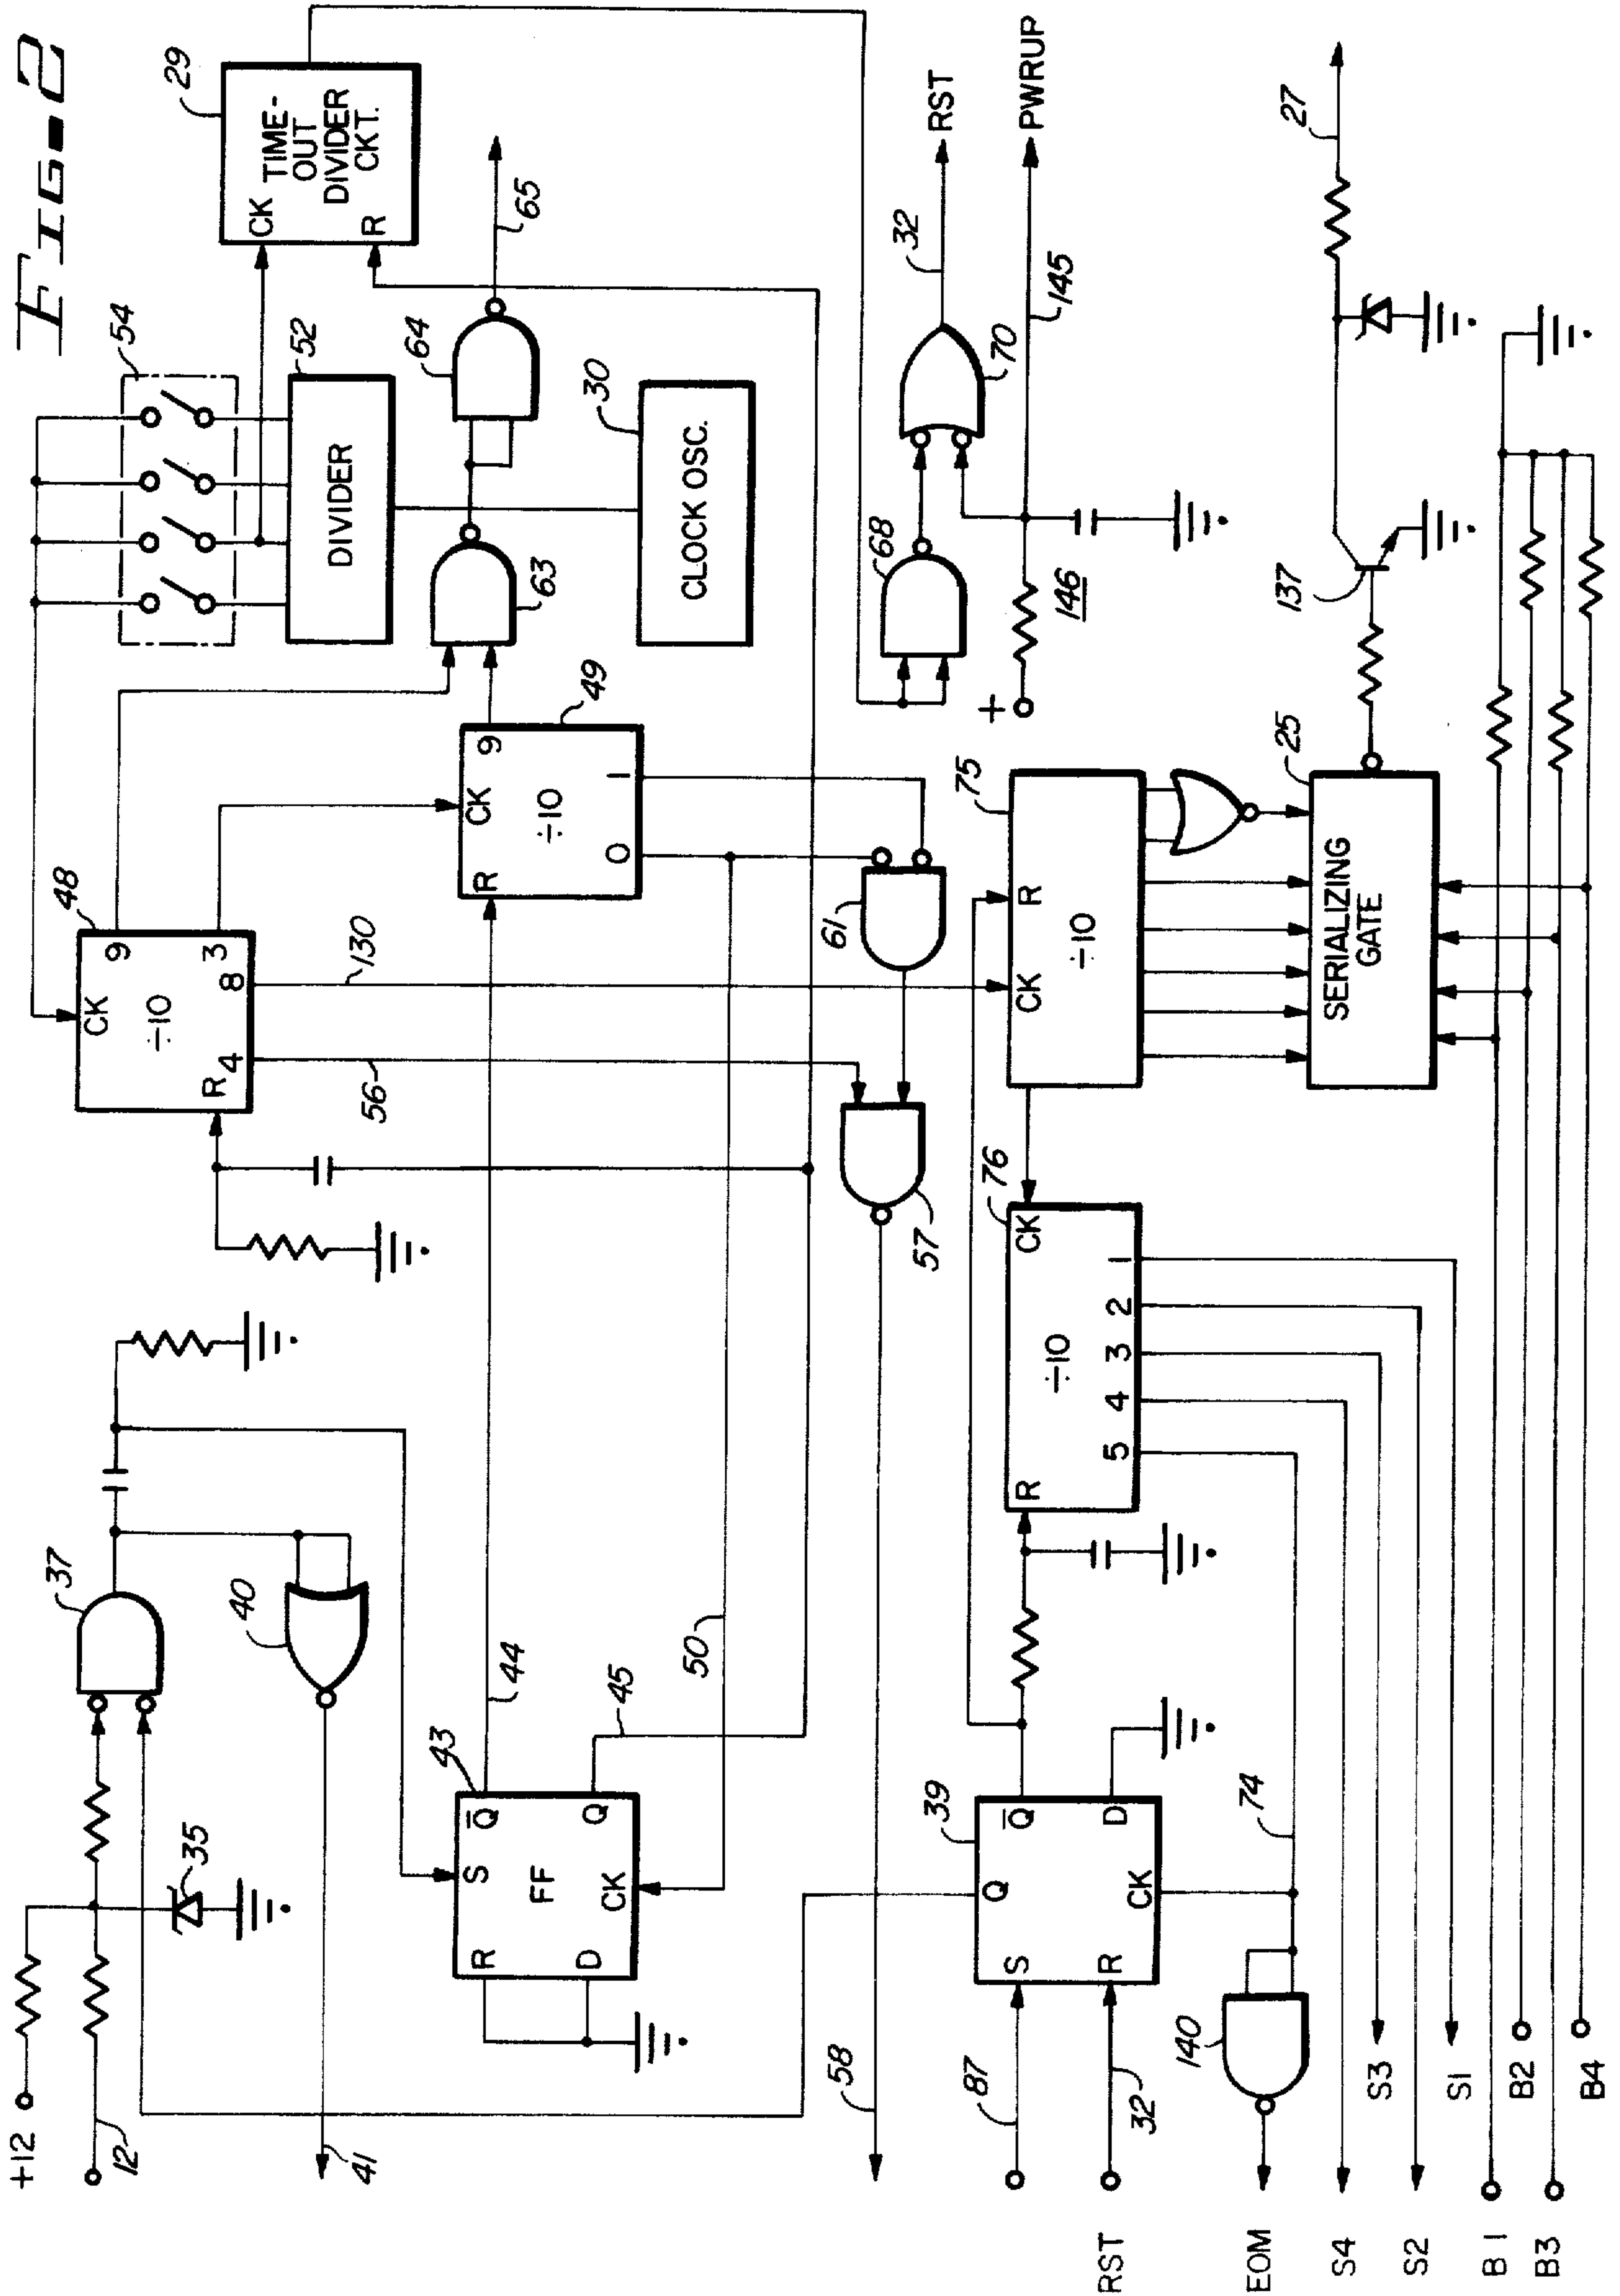 FIG-2
+12
12
35
37
40
41
R
D
S
FF
CK
Q̅
Q
43
44
45
50
58
48
CK
÷10
R
4
8
3
9
56
130
54
52
DIVIDER
29
CK
TIME-
OUT
DIVIDER
CKT.
R
49
R
CK
÷10
9
0
1
63
64
65
30
CLOCK OSC.
61
57
68
70
32
RST
145
PWRUP
146
+
87
RST
32
39
S
R
Q
CK
Q̅
D
74
140
EOM
76
R
CK
÷10
5
4
3
2
1
75
CK
R
÷10
25
SERIALIZING
GATE
137
27
S4
S3
S2
S1
B1
B2
B3
B4